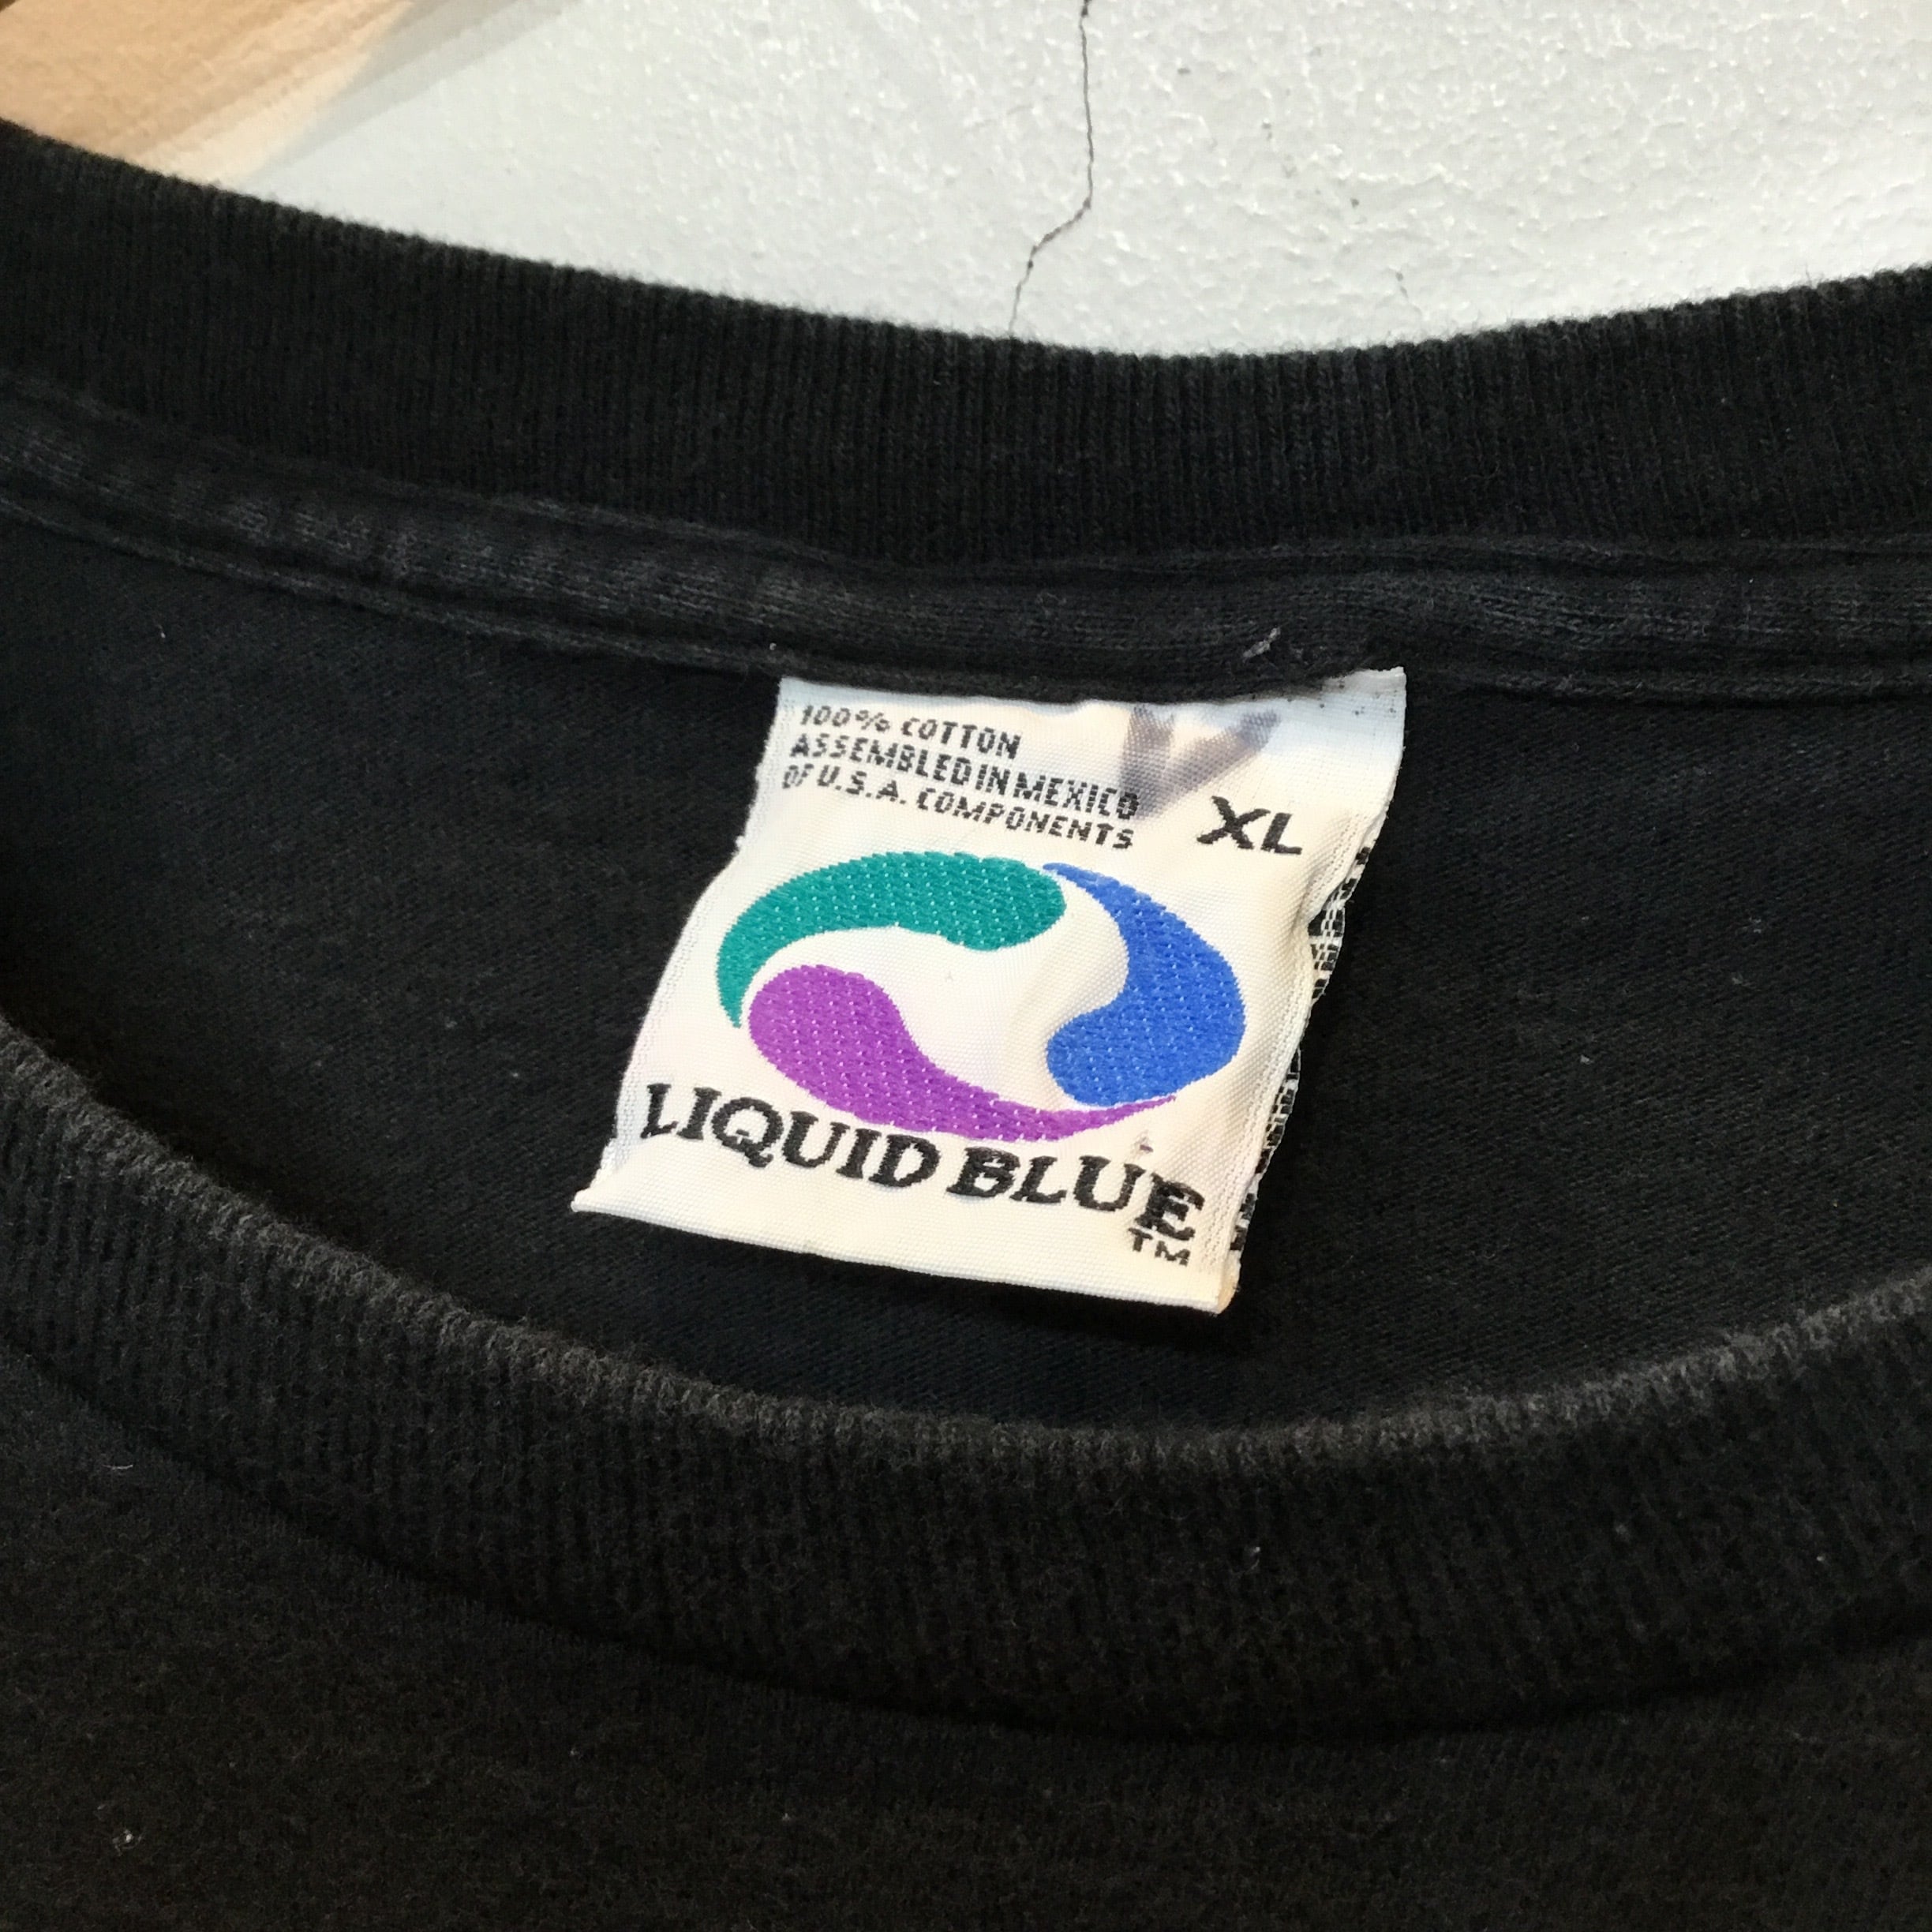 100% COTTON
ASSEMBLED IN MEXICO
OF U.S.A. COMPONENTS
XL
LIQUID BLUE
TM